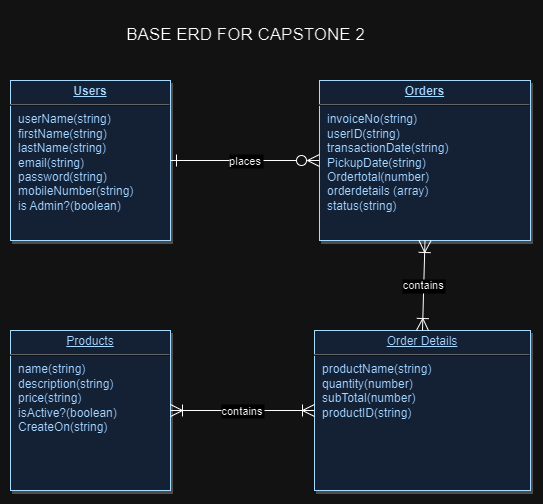 BASE ERD FOR CAPSTONE 2
Users
userName(string)
firstName(string)
lastName(string)
email(string)
password(string)
mobileNumber(string)
is Admin?(boolean)
places
Orders
invoiceNo(string)
userID(string)
transactionDate(string)
PickupDate(string)
Ordertotal(number)
orderdetails (array)
status(string)
contains
Products
name(string)
description(string)
price(string)
isActive?(boolean)
CreateOn(string)
contains
Order Details
productName(string)
quantity(number)
subTotal(number)
productID(string)